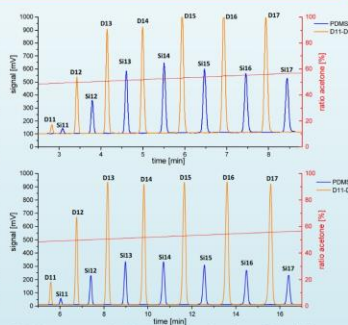 1000
900
800
700
600
500
400
300
200
100
0
signal [mV]
D11
Si11
D12
Si12
D13
Si13
D14
Si14
D15
Si15
D16
Si16
D17
Si17
100
80
60
40
20
0
ratio acetone [%]
PDMS
D11-D
3 4 5 6 7 8
time [min]
1000
900
800
700
600
500
400
300
200
100
0
signal [mV]
D11
Si11
D12
Si12
D13
Si13
D14
Si14
D15
Si15
D16
Si16
D17
Si17
100
80
60
40
20
0
ratio acetone [%]
PDMS
D11-D
6 8 10 12 14 16
time [min]